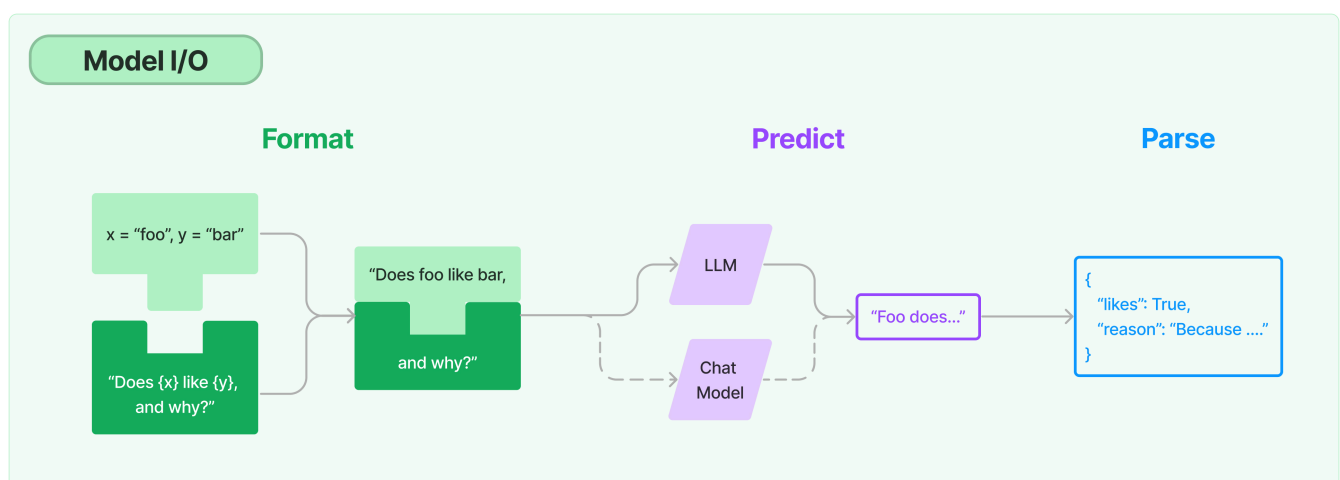 Model I/O
Format
Predict
Parse
x = “foo”, y = “bar”
“Does {x} like {y},
and why?”
“Does foo like bar,
and why?”
LLM
Chat
Model
“Foo does...”
{
“likes”: True,
“reason”: “Because ....”
}